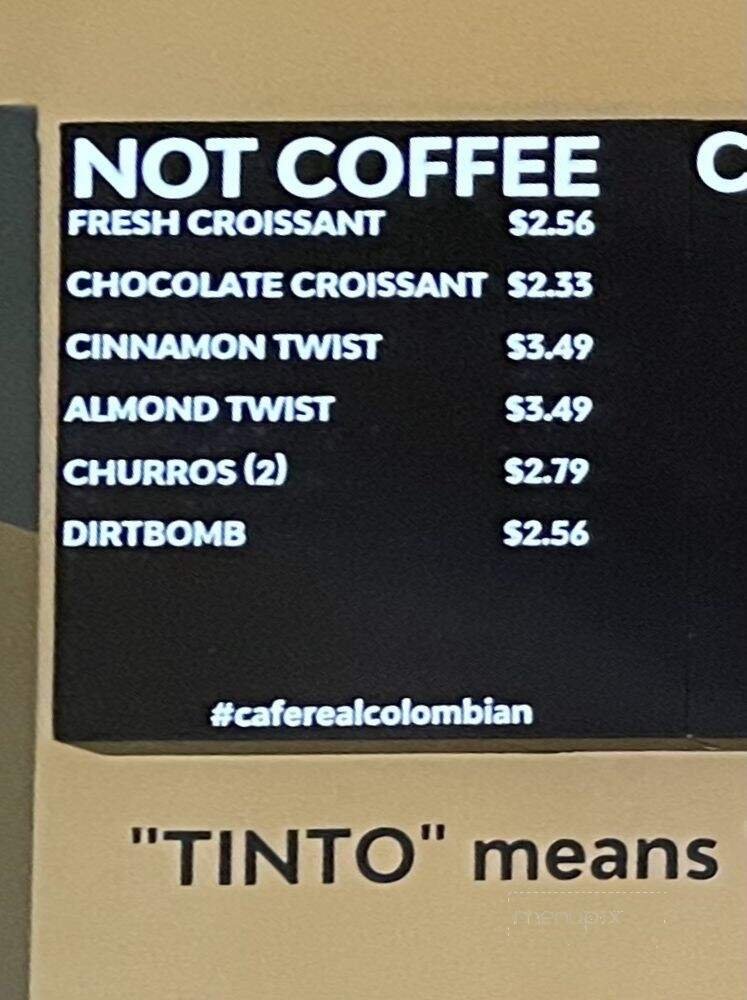 NOT COFFEE
FRESH CROISSANT $2.56
CHOCOLATE CROISSANT $2.33
CINNAMON TWIST $3.49
ALMOND TWIST $3.49
CHURROS (2) $2.79
DIRTBOMB $2.56
#caferealcolombian
C
"TINTO" means
menupix